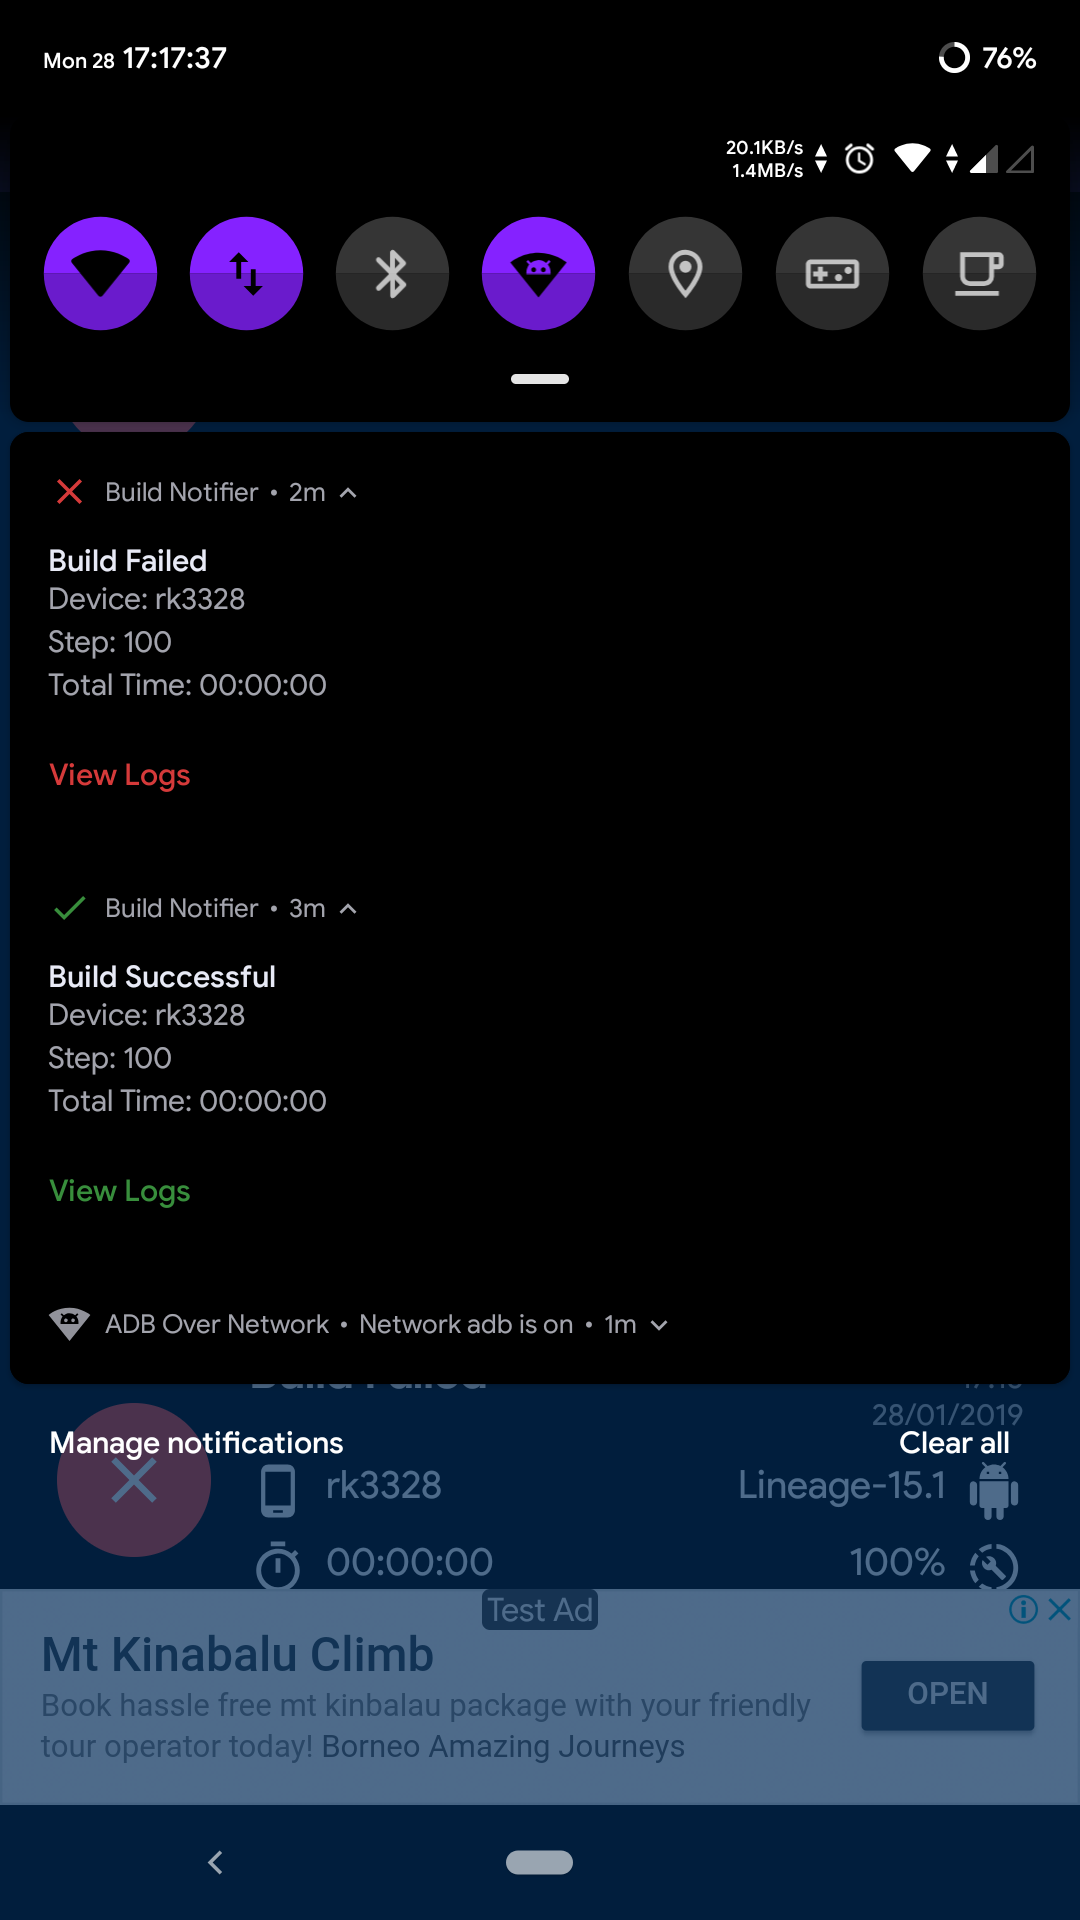 Mon 28 17:17:37
76%
20.1KB/s
1.4MB/s
Build Notifier • 2m
Build Failed
Device: rk3328
Step: 100
Total Time: 00:00:00
View Logs
Build Notifier • 3m
Build Successful
Device: rk3328
Step: 100
Total Time: 00:00:00
View Logs
ADB Over Network • Network adb is on • 1m
28/01/2019
Manage notifications Clear all
rk3328 Lineage-15.1
00:00:00 100%
Test Ad
Mt Kinabalu Climb
Book hassle free mt kinbalau package with your friendly
tour operator today! Borneo Amazing Journeys
OPEN